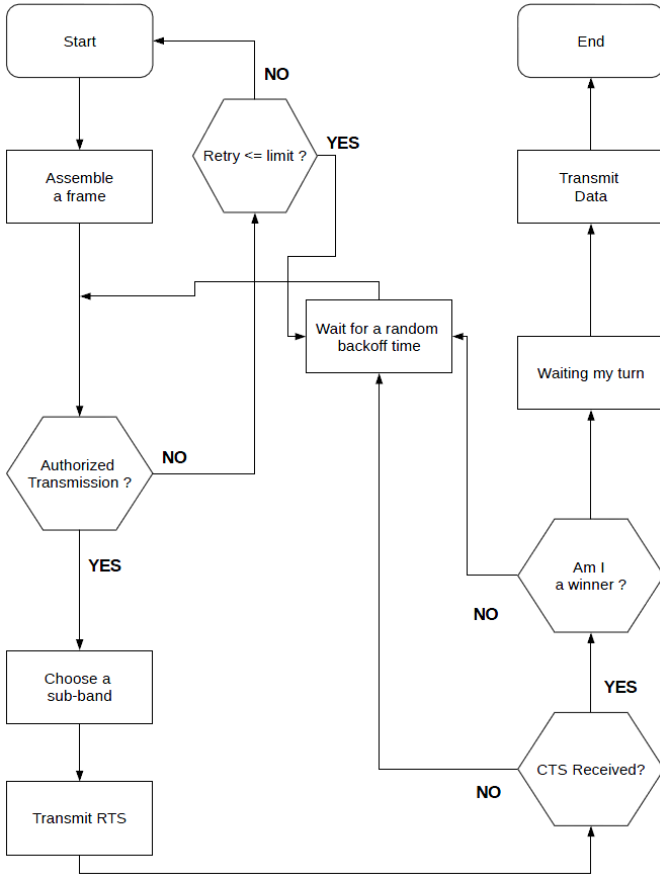 Start
End
NO
YES
Retry <= limit ?
Assemble
a frame
Transmit
Data
Wait for a random
backoff time
Waiting my turn
Authorized
Transmission ?
NO
YES
Am I
a winner ?
NO
Choose a
sub-band
YES
CTS Received?
NO
Transmit RTS